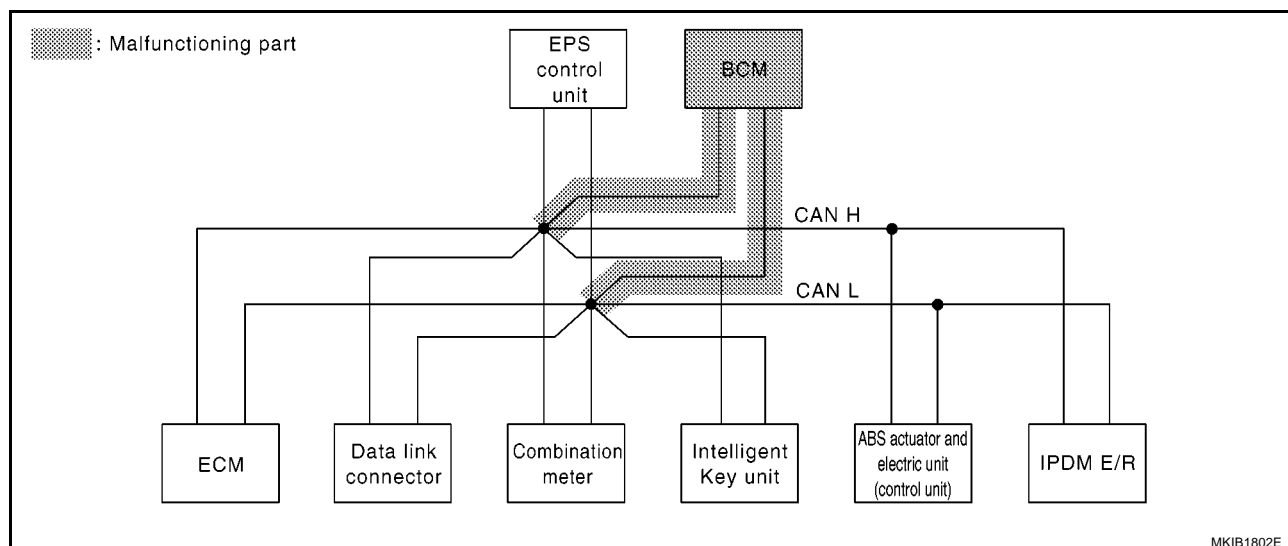 : Malfunctioning part
EPS
control
unit
BCM
CAN H
CAN L
ECM
Data link
connector
Combination
meter
Intelligent
Key unit
ABS actuator and
electric unit
(control unit)
IPDM E/R
MKIB1802E